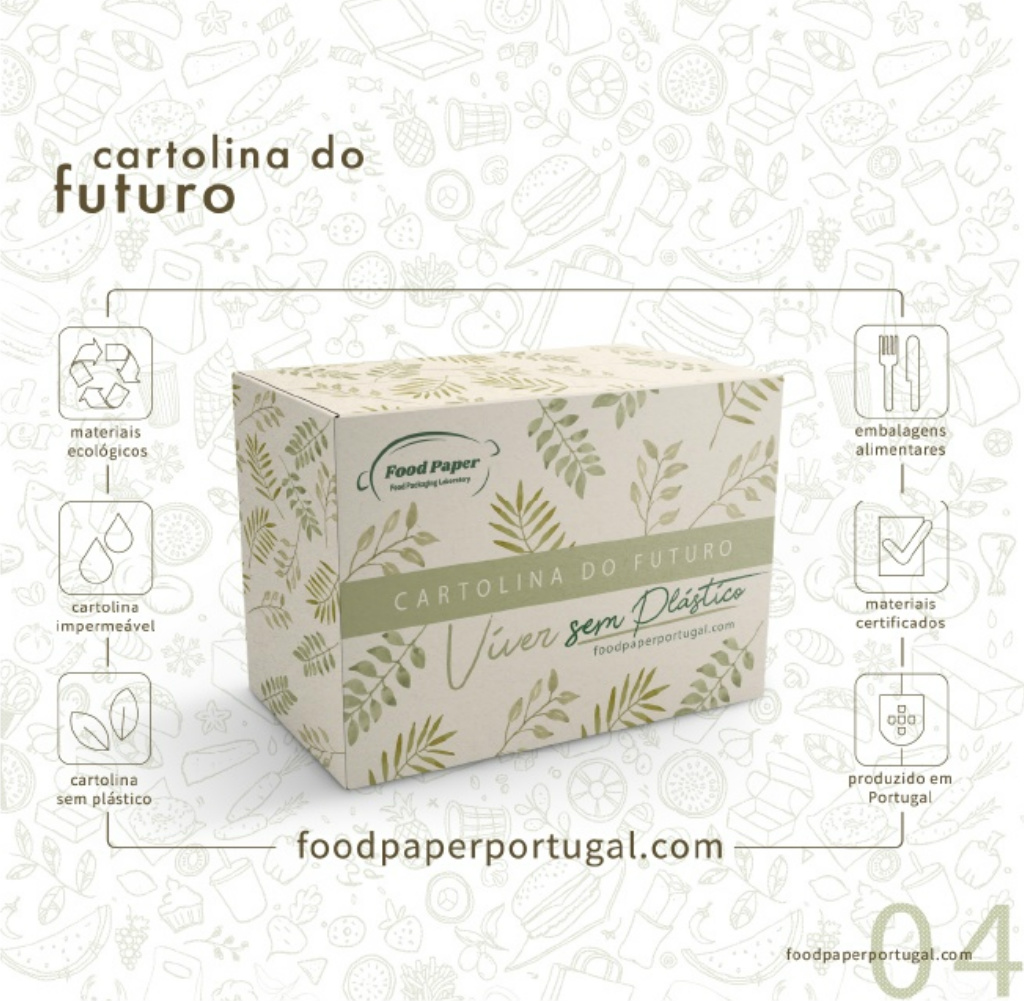 cartolina do
futuro
materiais
ecológicos
cartolina
impermeável
cartolina
sem plástico
Food Paper
Food Packaging Laboratory
CARTOLINA DO FUTURO
Viver sem Plástico
foodpaperportugal.com
embalagens
alimentares
materiais
certificados
produzido em
Portugal
foodpaperportugal.com
foodpaperportugal.com
04